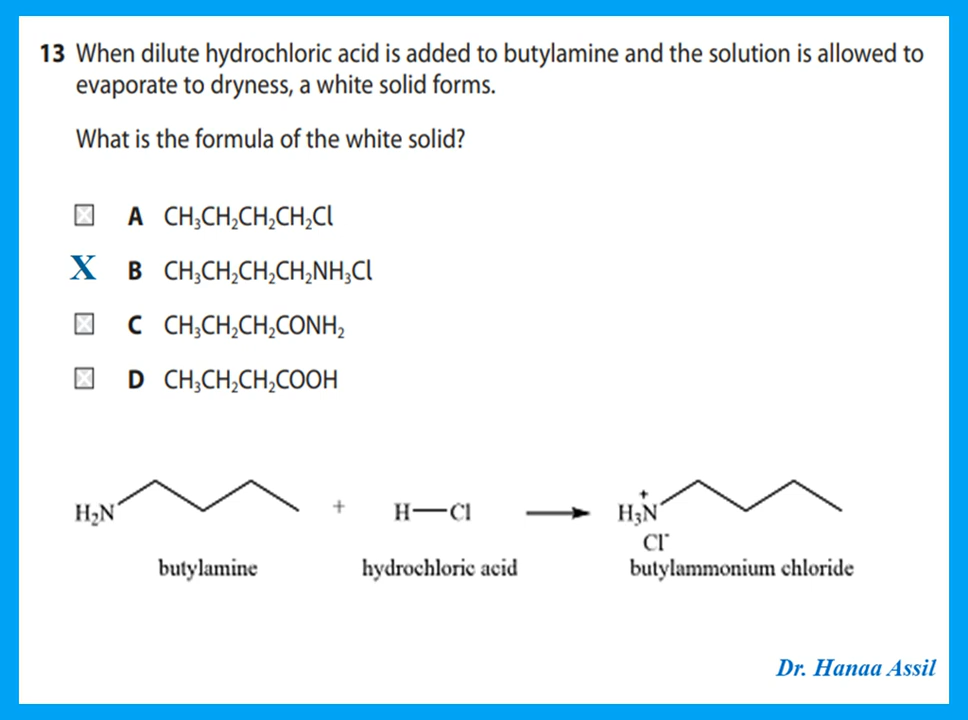 13 When dilute hydrochloric acid is added to butylamine and the solution is allowed to
evaporate to dryness, a white solid forms.
What is the formula of the white solid?
A CH₃CH₂CH₂CH₂Cl
X B CH₃CH₂CH₂CH₂NH₃Cl
C CH₃CH₂CH₂CONH₂
D CH₃CH₂CH₂COOH
H₂N + H—Cl H₃N⁺
Cl⁻
butylamine hydrochloric acid butylammonium chloride
Dr. Hanaa Assil